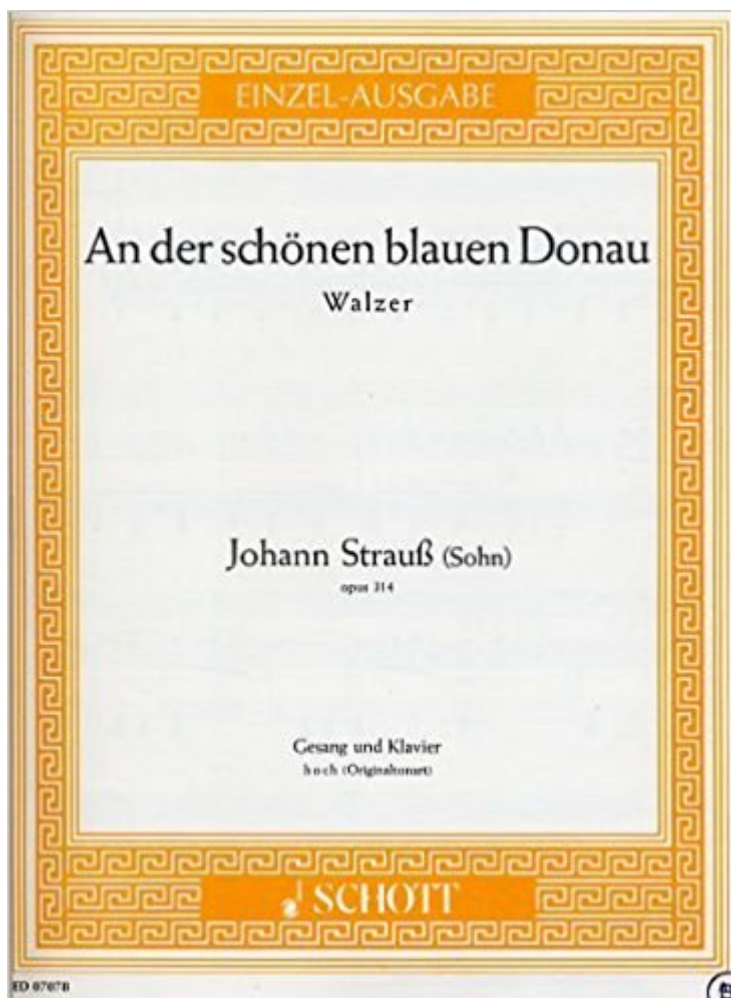 EINZEL-AUSGABE
An der schönen blauen Donau
Walzer
Johann Strauß (Sohn)
opus 314
Gesang und Klavier
hoch (Originaltonart)
SCHOTT
ED 07078